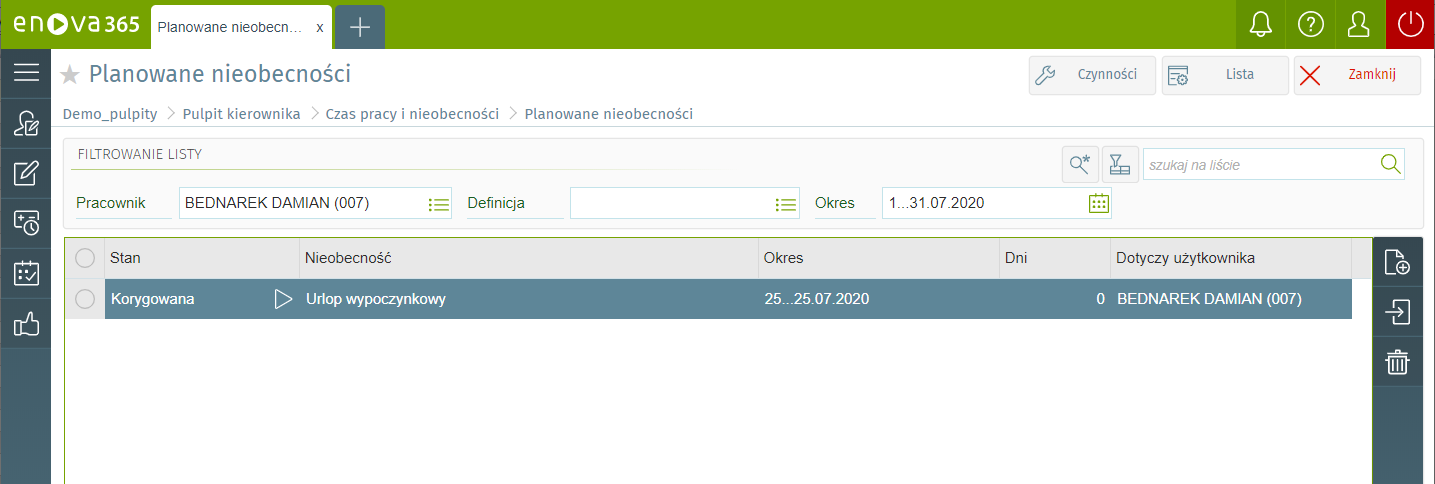 enova365 Planowane nieobecn... x
Planowane nieobecności Czynności Lista Zamknij
Demo_pulpity Pulpit kierownika Czas pracy i nieobecności Planowane nieobecności
FILTROWANIE LISTY szukaj na liście
Pracownik BEDNAREK DAMIAN (007) Definicja Okres 1...31.07.2020
Stan Nieobecność Okres Dni Dotyczy użytkownika
Korygowana Urlop wypoczynkowy 25...25.07.2020 0 BEDNAREK DAMIAN (007)